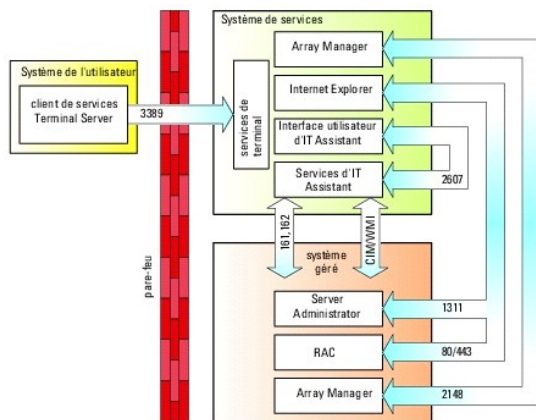 Système de services
Système de l'utilisateur
client de services
Terminal Server
3389
services de
terminal
Array Manager
Internet Explorer
Interface utilisateur
d'IT Assistant
Services d'IT
Assistant
2607
161,162
CIM/WMI
pare-feu
système
géré
Server
Administrator
1311
RAC
80/443
Array Manager
2148